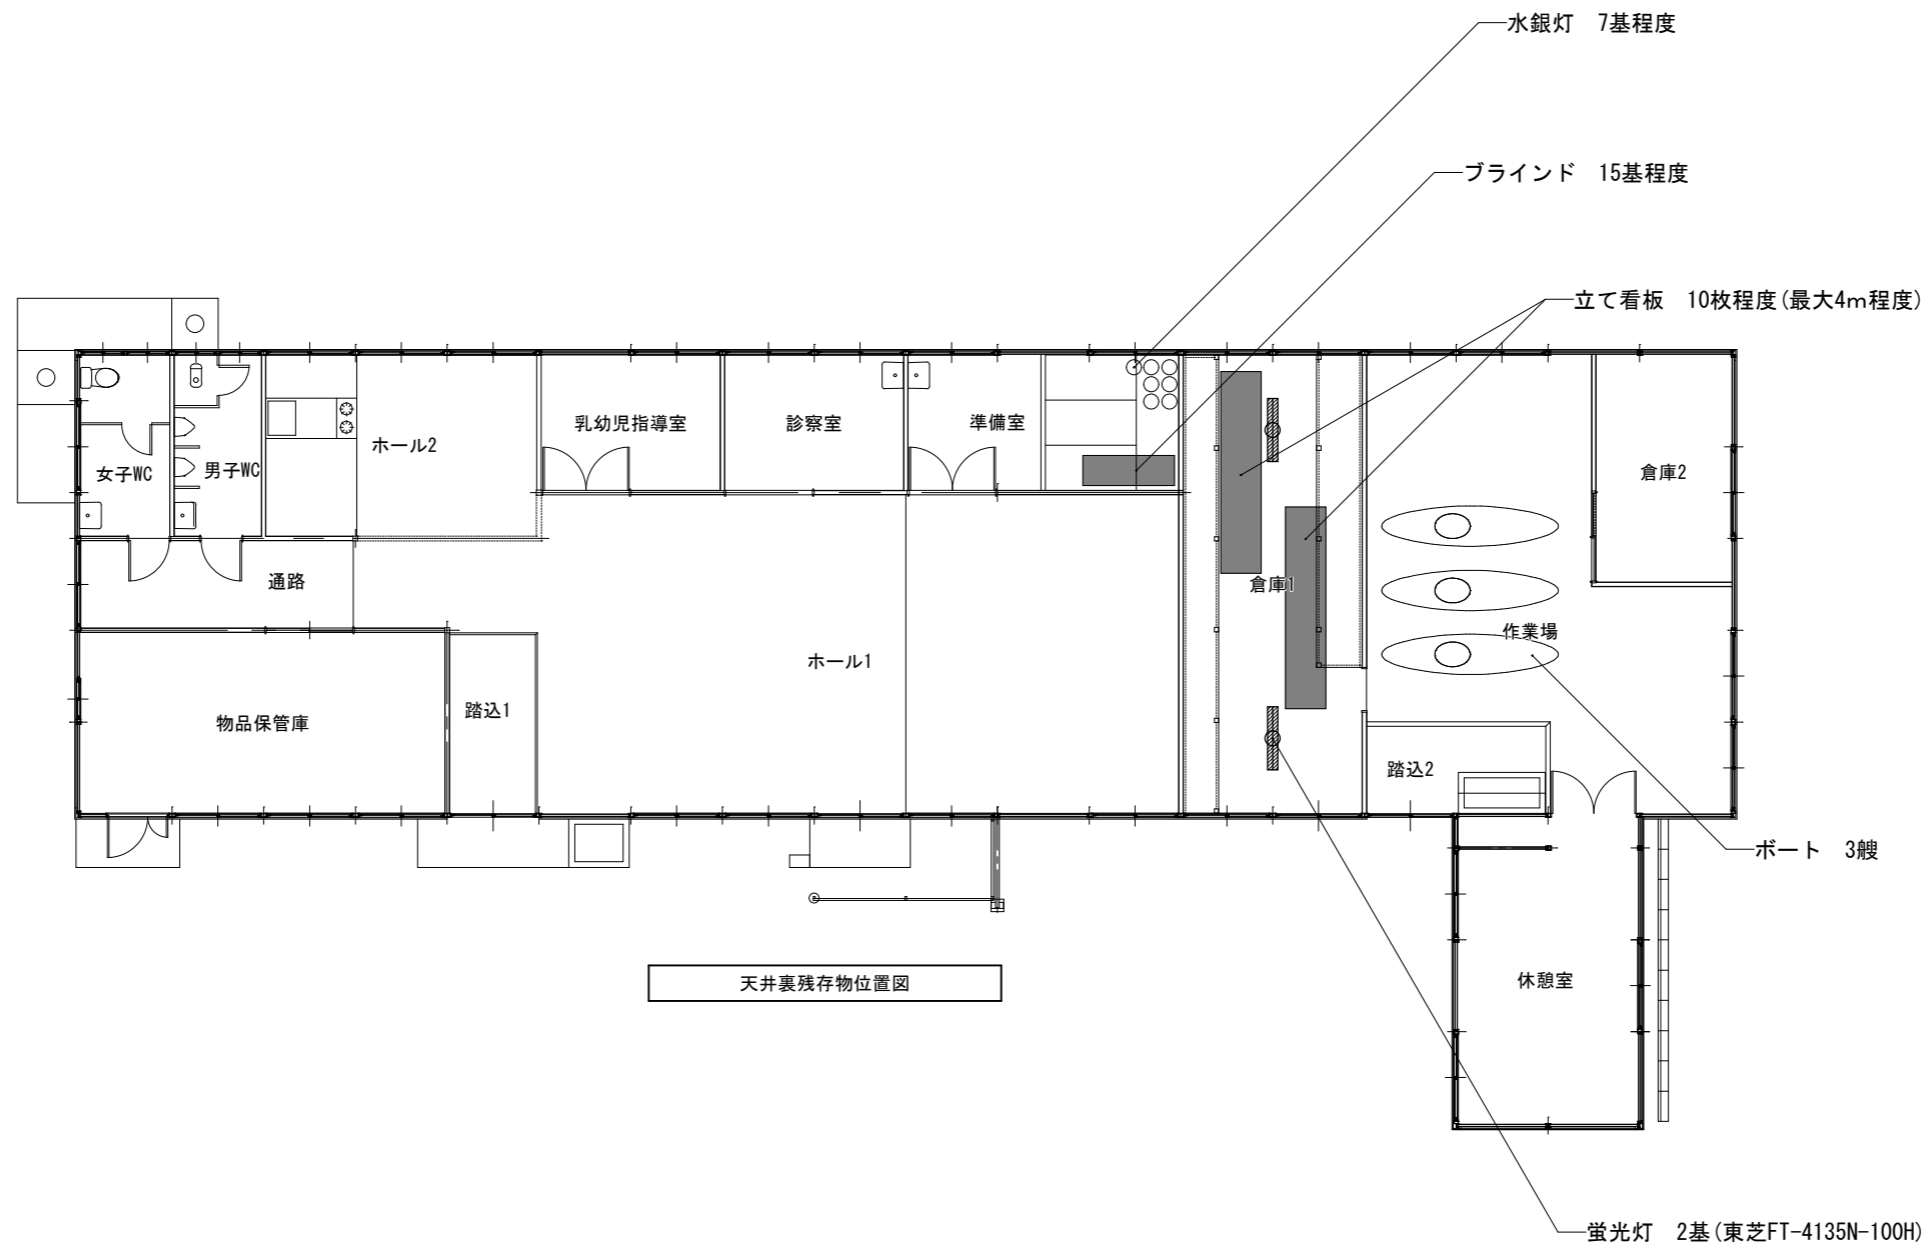 水銀灯　7基程度
ブラインド　15基程度
立て看板　10枚程度(最大4m程度)
乳幼児指導室
診察室
準備室
ホール2
女子WC
男子WC
倉庫2
通路
倉庫1
作業場
ホール1
踏込1
物品保管庫
踏込2
ボート　3艘
天井裏残存物位置図
休憩室
蛍光灯　2基(東芝FT-4135N-100H)